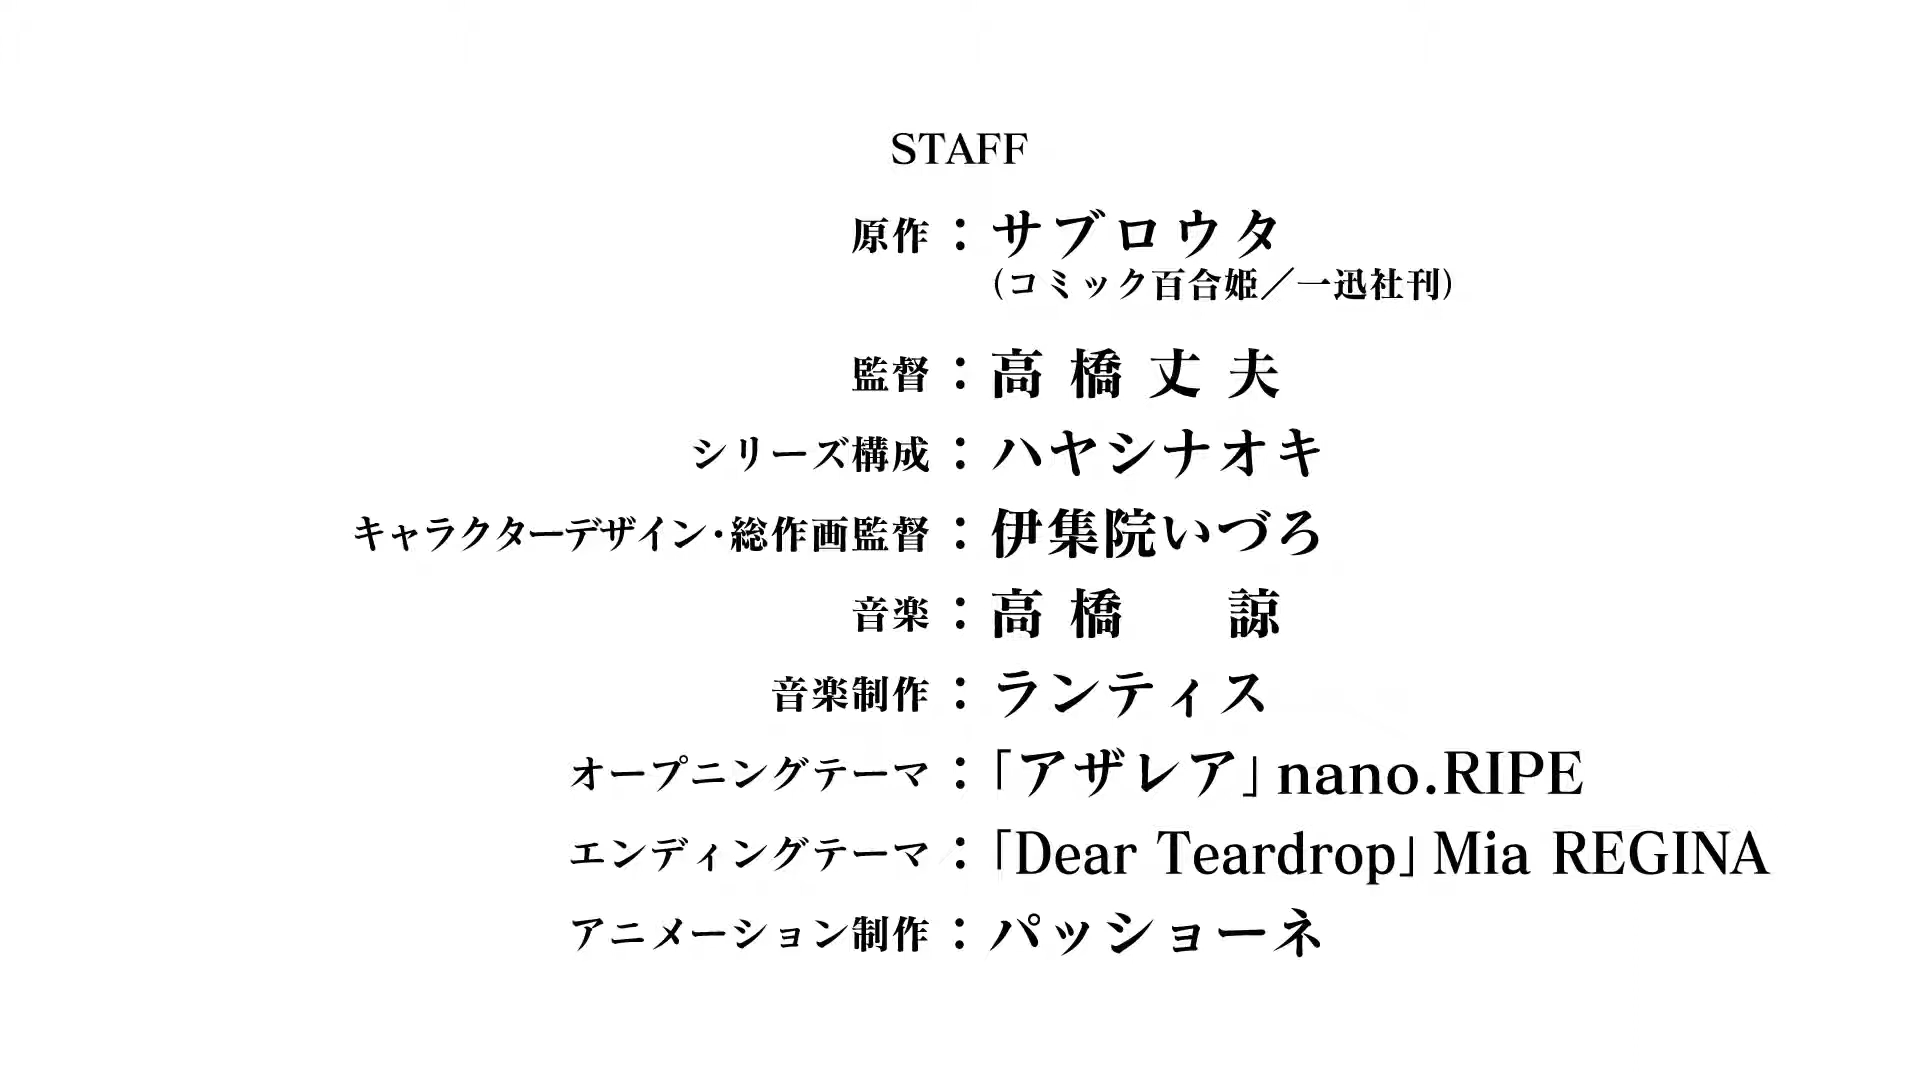 STAFF
原作：サブロウタ
(コミック百合姫／一迅社刊)
監督：高橋丈夫
シリーズ構成：ハヤシナオキ
キャラクターデザイン・総作画監督：伊集院いづろ
音楽：高橋　諒
音楽制作：ランティス
オープニングテーマ：「アザレア」nano.RIPE
エンディングテーマ：「Dear Teardrop」Mia REGINA
アニメーション制作：パッショーネ